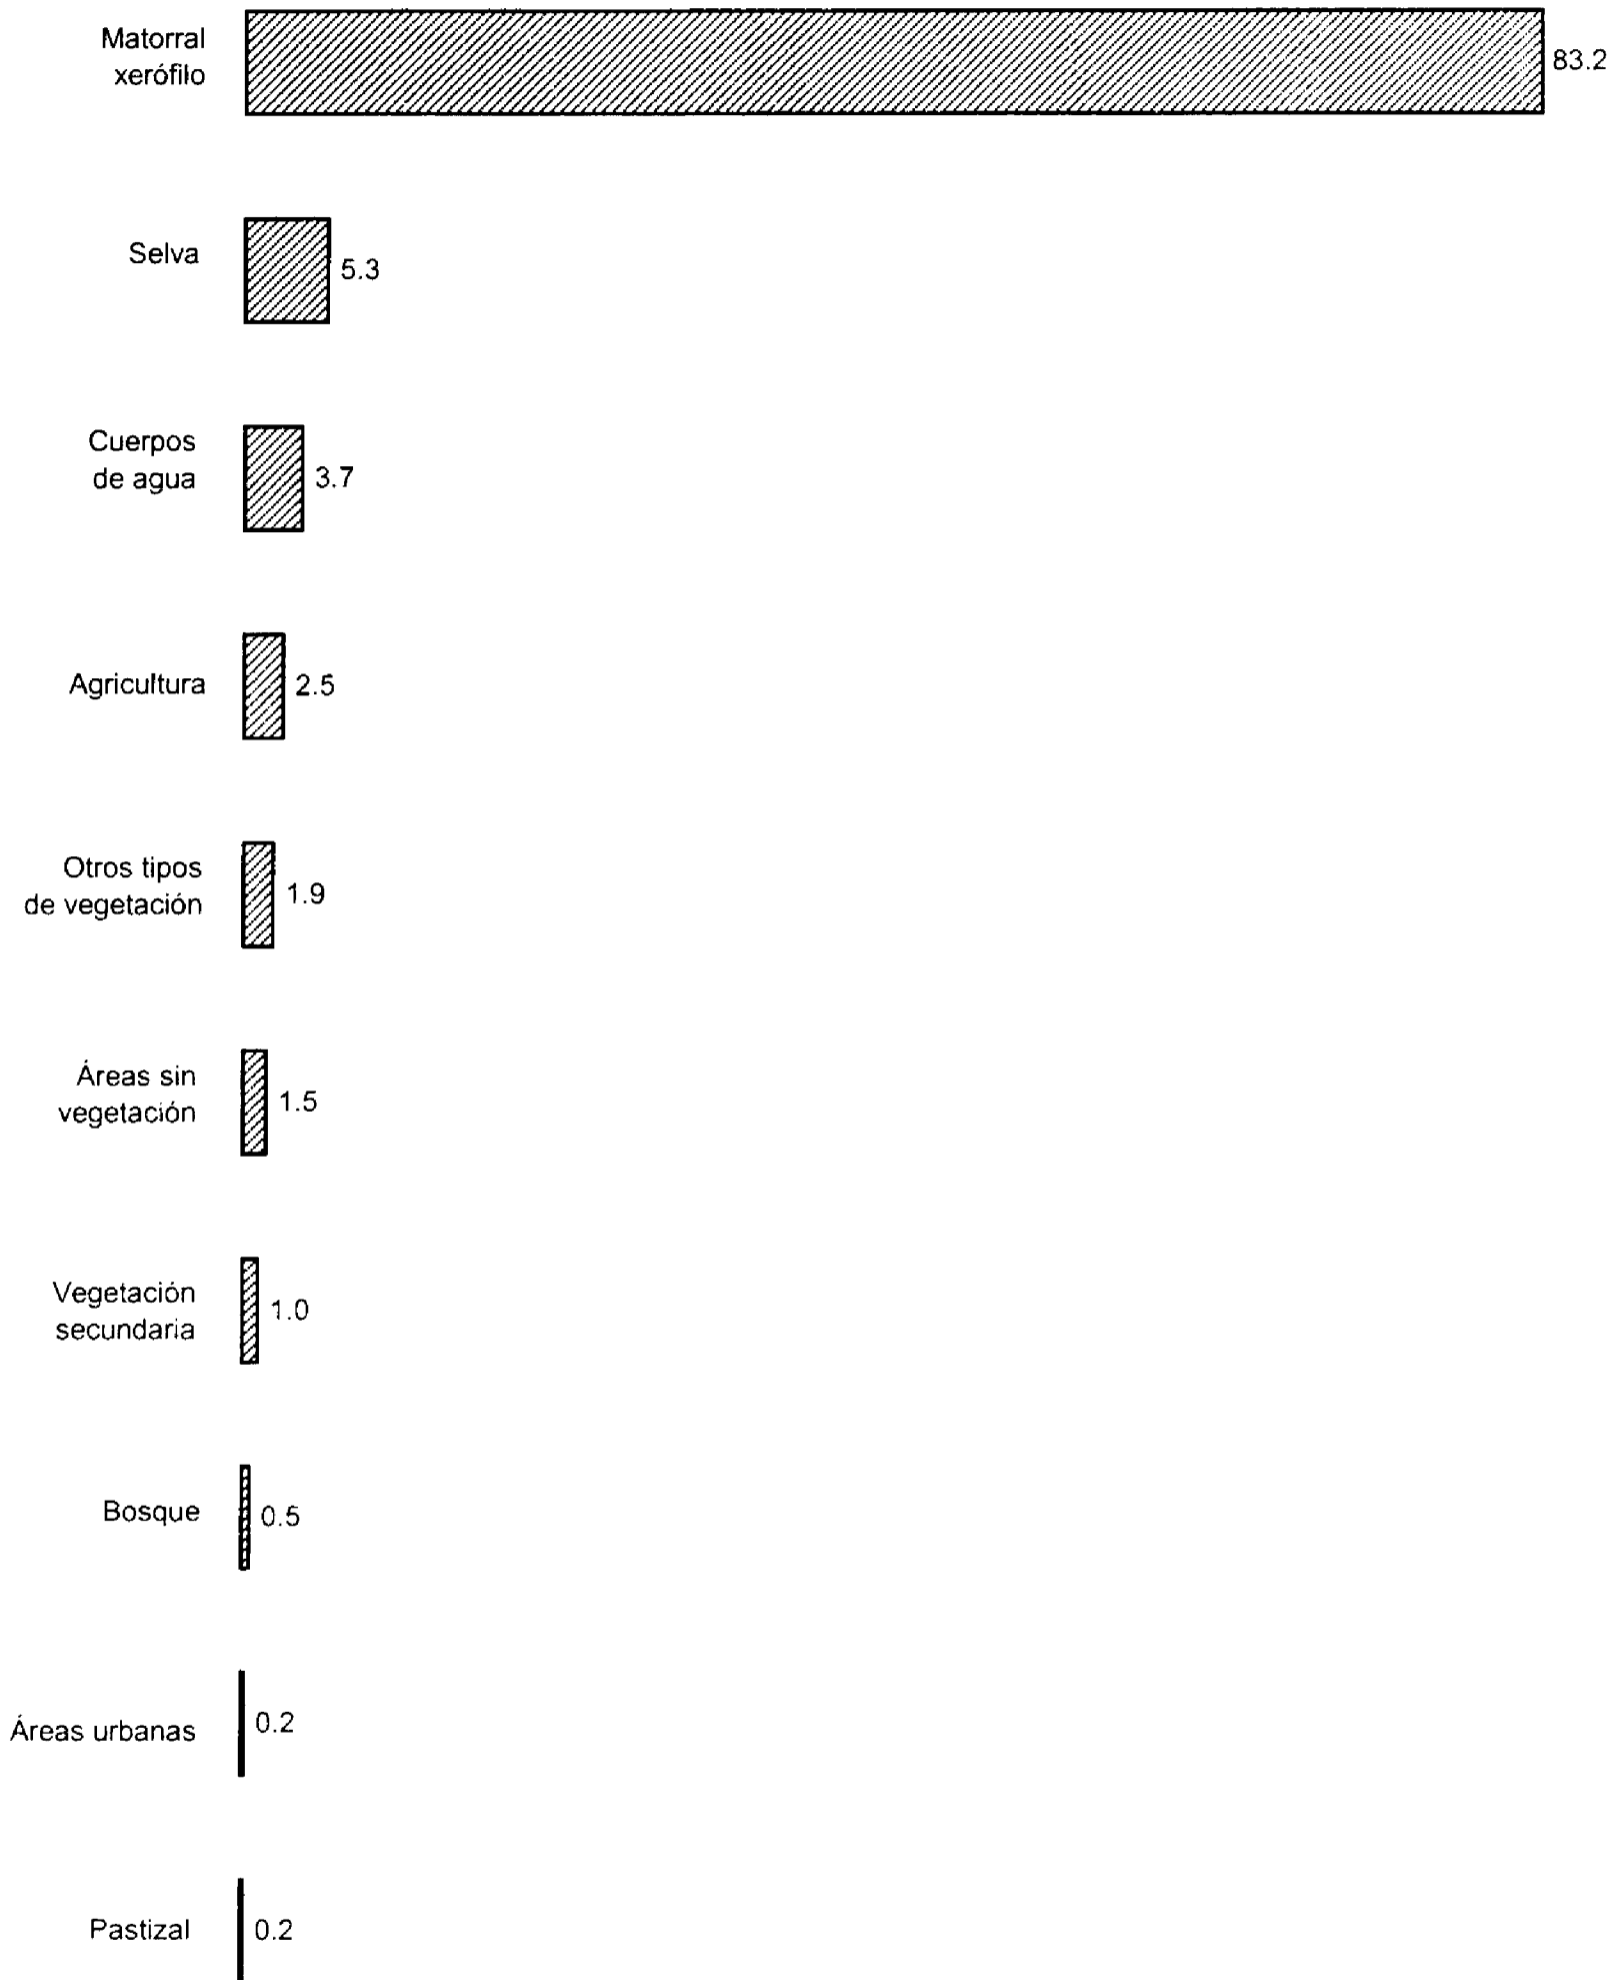 Matorral
xerófilo
83.2
Selva
5.3
Cuerpos
de agua
3.7
Agricultura
2.5
Otros tipos
de vegetación
1.9
Áreas sin
vegetación
1.5
Vegetación
secundaria
1.0
Bosque
0.5
Áreas urbanas
0.2
Pastizal
0.2